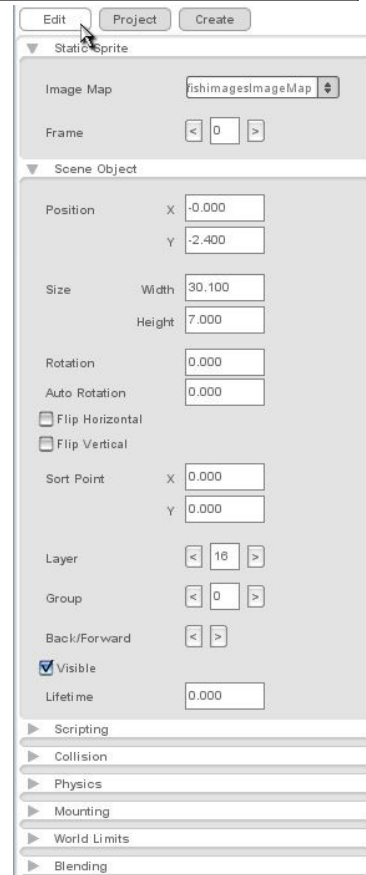 Edit Project Create
Static Sprite
Image Map fishimagesImageMap
Frame < 0 >
Scene Object
Position X -0.000
Y -2.400
Size Width 30.100
Height 7.000
Rotation 0.000
Auto Rotation 0.000
Flip Horizontal
Flip Vertical
Sort Point X 0.000
Y 0.000
Layer < 16 >
Group < 0 >
Back/Forward < >
Visible
Lifetime 0.000
Scripting
Collision
Physics
Mounting
World Limits
Blending